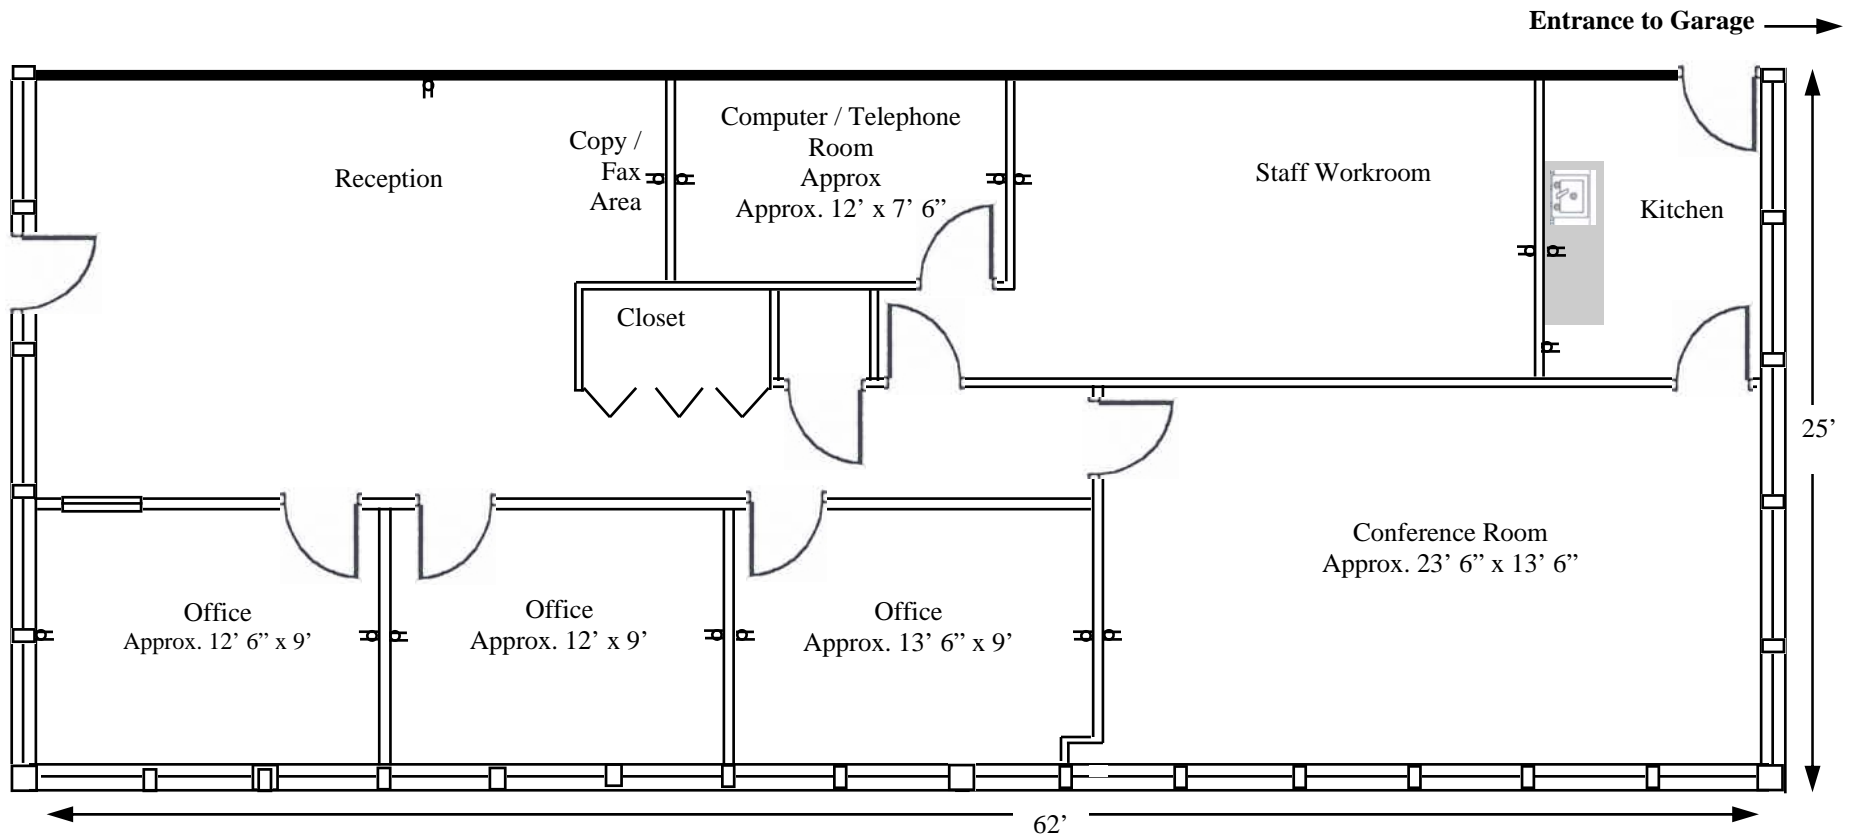 Entrance to Garage
Reception
Copy /
Fax
Area
Computer / Telephone
Room
Approx
Approx. 12’ x 7’ 6”
Staff Workroom
Kitchen
Closet
25’
Conference Room
Approx. 23’ 6” x 13’ 6”
Office
Approx. 12’ 6” x 9’
Office
Approx. 12’ x 9’
Office
Approx. 13’ 6” x 9’
62’